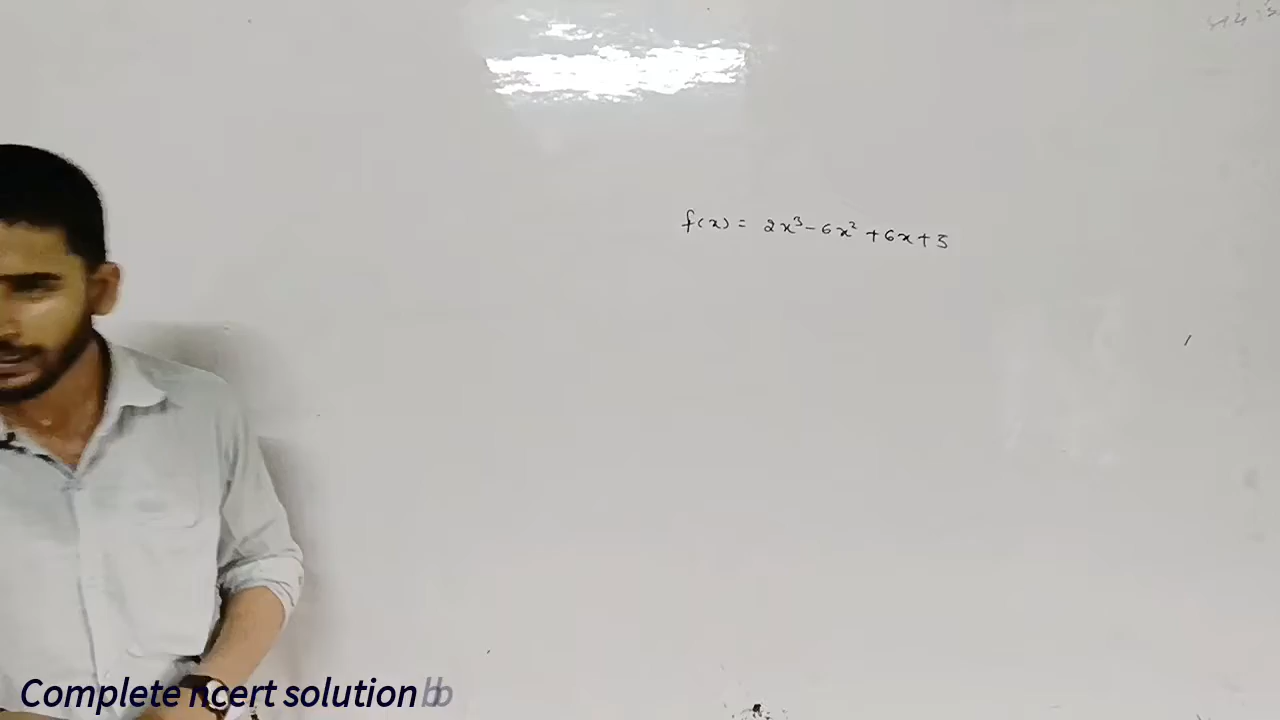 f(x) = 2x³ - 6x² + 6x + 5
Complete ncert solution